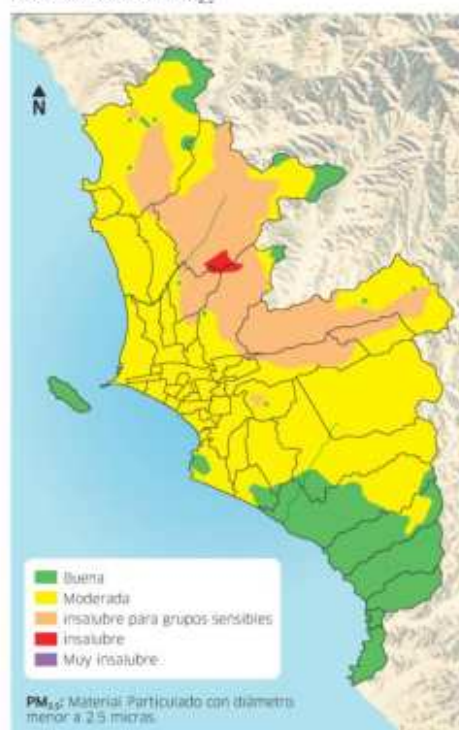 N
Buena
Moderada
insalubre para grupos sensibles
insalubre
Muy insalubre
PM2.5: Material Particulado con diámetro
menor a 2.5 micras.